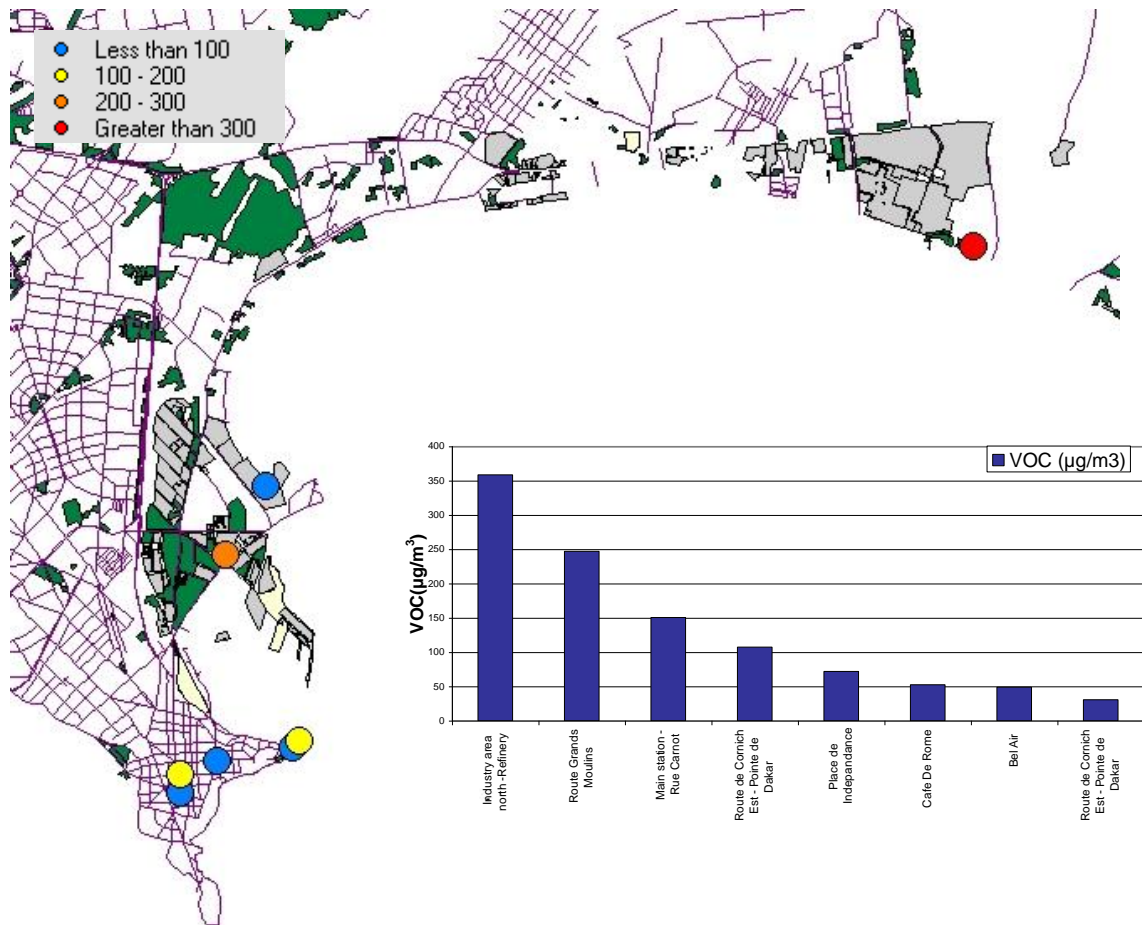 Less than 100
100 - 200
200 - 300
Greater than 300
VOC (µg/m3)
VOC(µg/m³)
400
350
300
250
200
150
100
50
0
Industry area
north -Refinery
Route Grands
Moulins
Main station -
Rue Carnot
Route de Cornich
Est - Pointe de
Dakar
Place de
Independance
Cafe De Rome
Bel Air
Route de Cornich
Est - Pointe de
Dakar